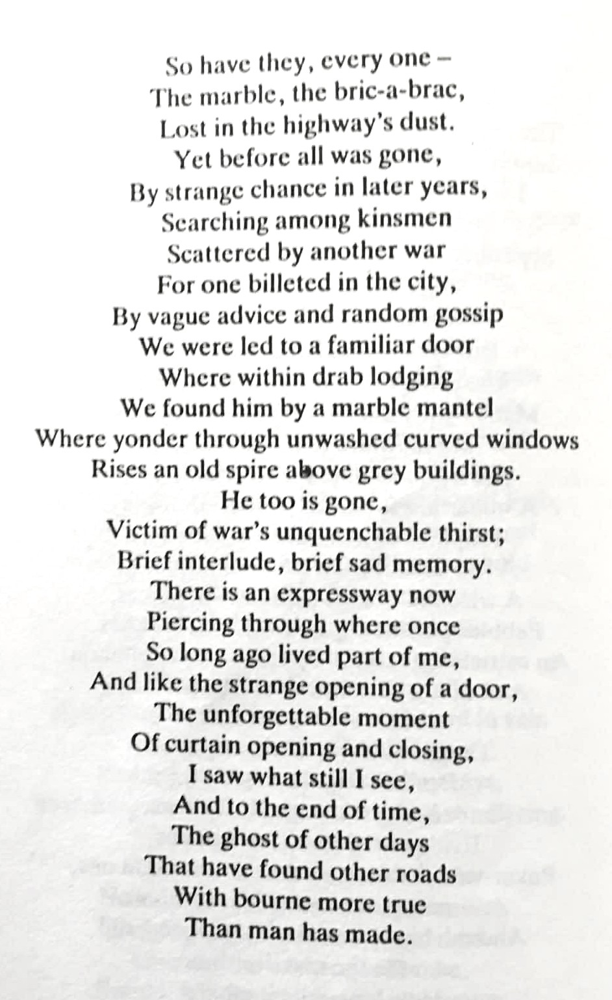 So have they, every one –
The marble, the bric-a-brac,
Lost in the highway's dust.
Yet before all was gone,
By strange chance in later years,
Searching among kinsmen
Scattered by another war
For one billeted in the city,
By vague advice and random gossip
We were led to a familiar door
Where within drab lodging
We found him by a marble mantel
Where yonder through unwashed curved windows
Rises an old spire above grey buildings.
He too is gone,
Victim of war's unquenchable thirst;
Brief interlude, brief sad memory.
There is an expressway now
Piercing through where once
So long ago lived part of me,
And like the strange opening of a door,
The unforgettable moment
Of curtain opening and closing,
I saw what still I see,
And to the end of time,
The ghost of other days
That have found other roads
With bourne more true
Than man has made.